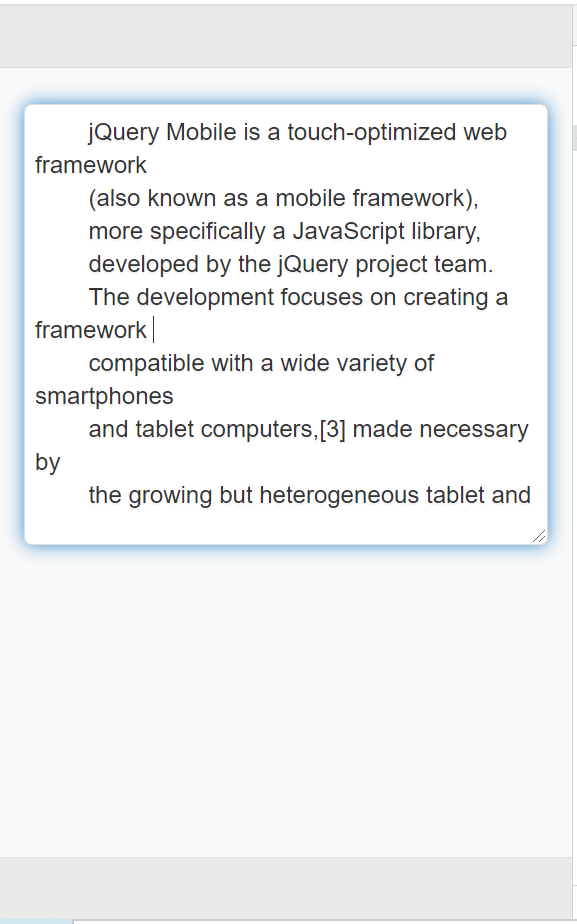 jQuery Mobile is a touch-optimized web
framework
(also known as a mobile framework),
more specifically a JavaScript library,
developed by the jQuery project team.
The development focuses on creating a
framework
compatible with a wide variety of
smartphones
and tablet computers,[3] made necessary
by
the growing but heterogeneous tablet and